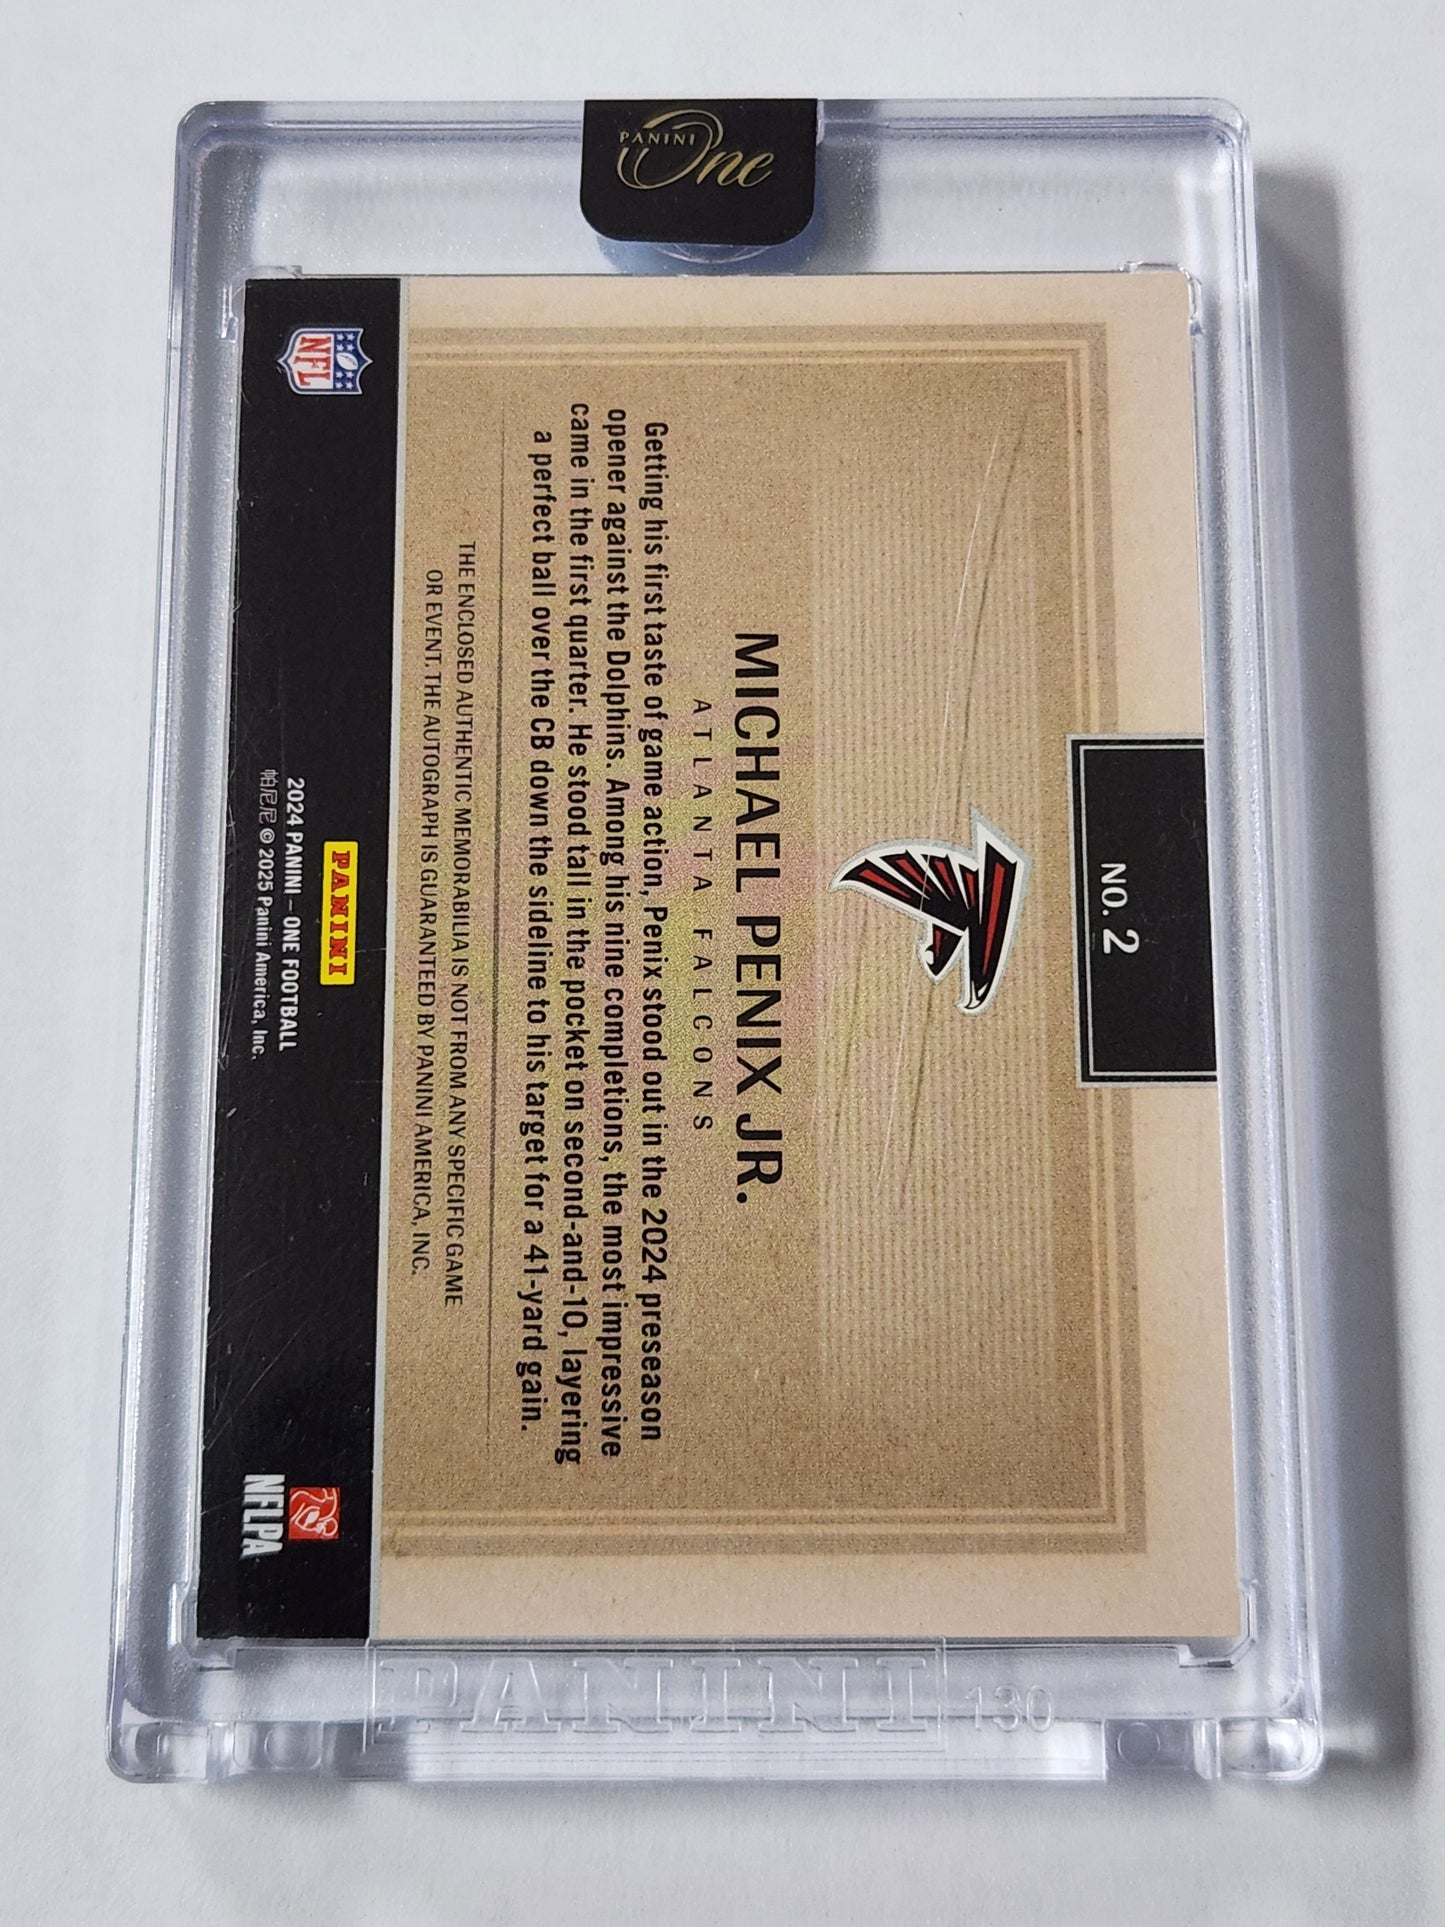 PANINI
One
NO. 2
MICHAEL PENIX JR.
ATLANTA FALCONS
Getting his first taste of game action, Penix stood out in the 2024 preseason
opener against the Dolphins. Among his nine completions, the most impressive
came in the first quarter. He stood tall in the pocket on second-and-10, layering
a perfect ball over the CB down the sideline to his target for a 41-yard gain.
THE ENCLOSED AUTHENTIC MEMORABILIA IS NOT FROM ANY SPECIFIC GAME
OR EVENT. THE AUTOGRAPH IS GUARANTEED BY PANINI AMERICA, INC.
NFL
PANINI
2024 PANINI – ONE FOOTBALL
帕尼尼 © 2025 Panini America, Inc.
NFLPA
PANINI
130